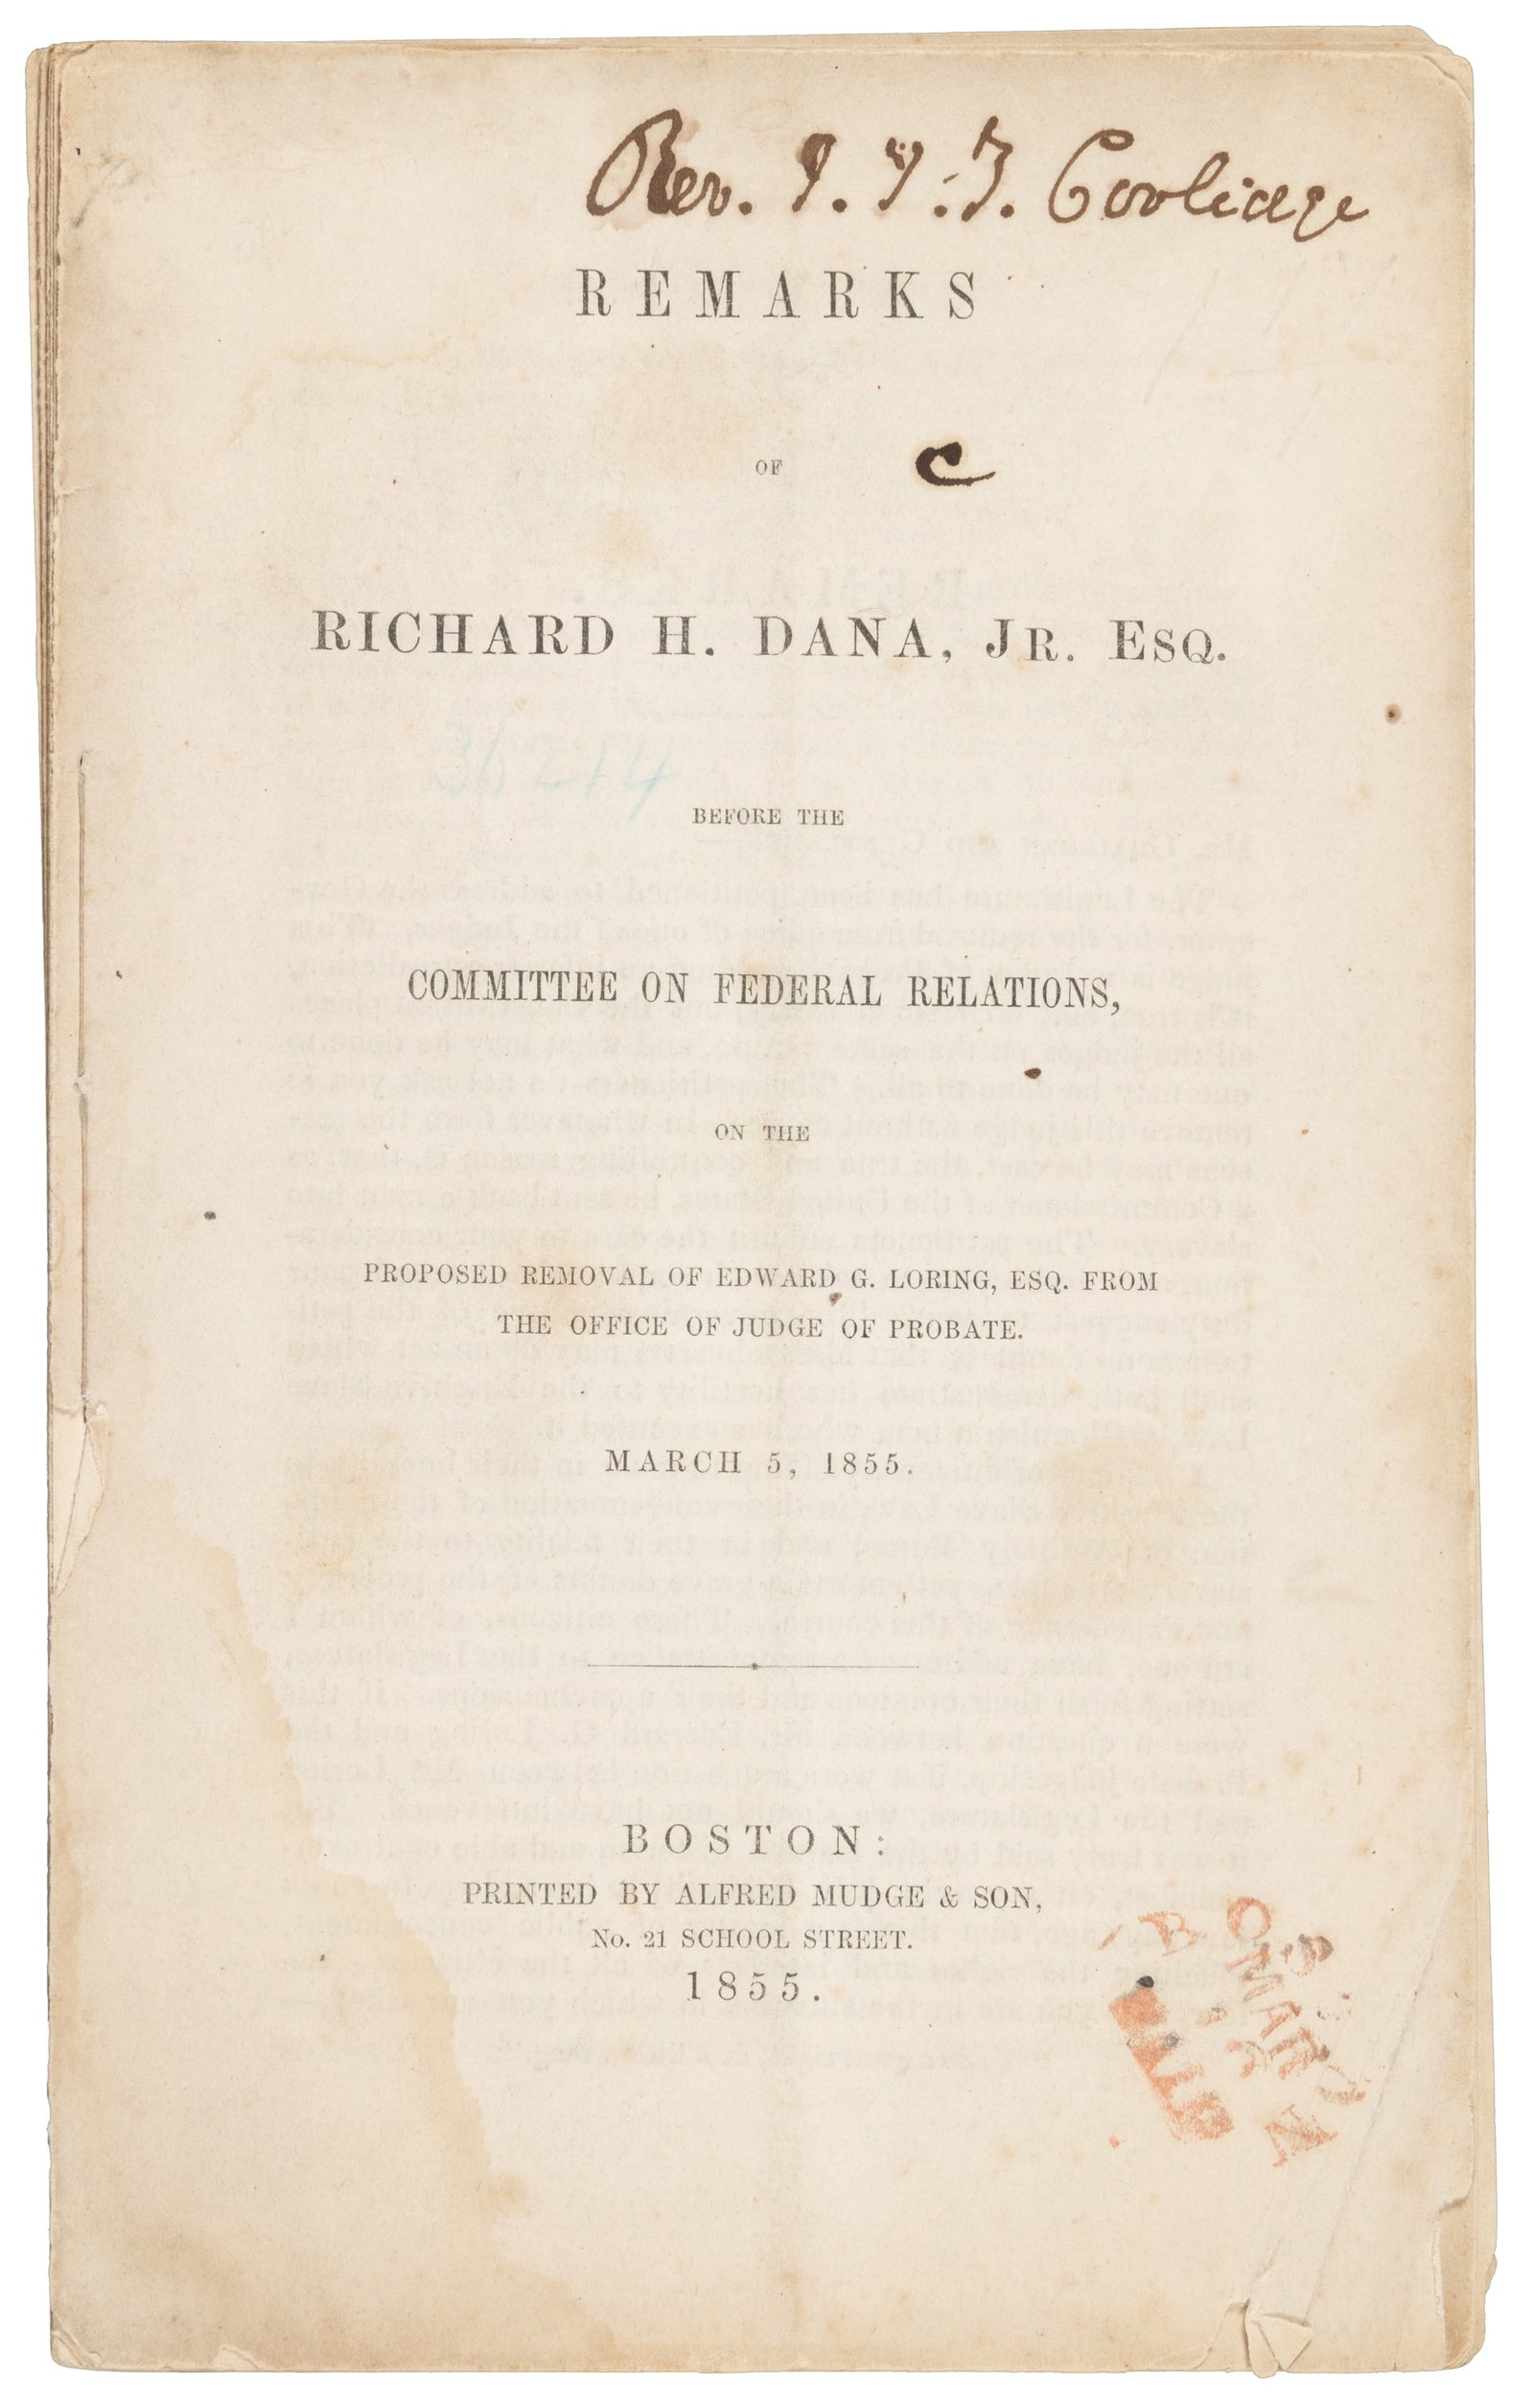 Rev. I. I. T. Coolidge
REMARKS
OF
C
RICHARD H. DANA, JR. ESQ.
36214
BEFORE THE
COMMITTEE ON FEDERAL RELATIONS,
ON THE
PROPOSED REMOVAL OF EDWARD G. LORING, ESQ. FROM
THE OFFICE OF JUDGE OF PROBATE.
MARCH 5, 1855.
BOSTON:
PRINTED BY ALFRED MUDGE & SON,
No. 21 SCHOOL STREET.
1855.